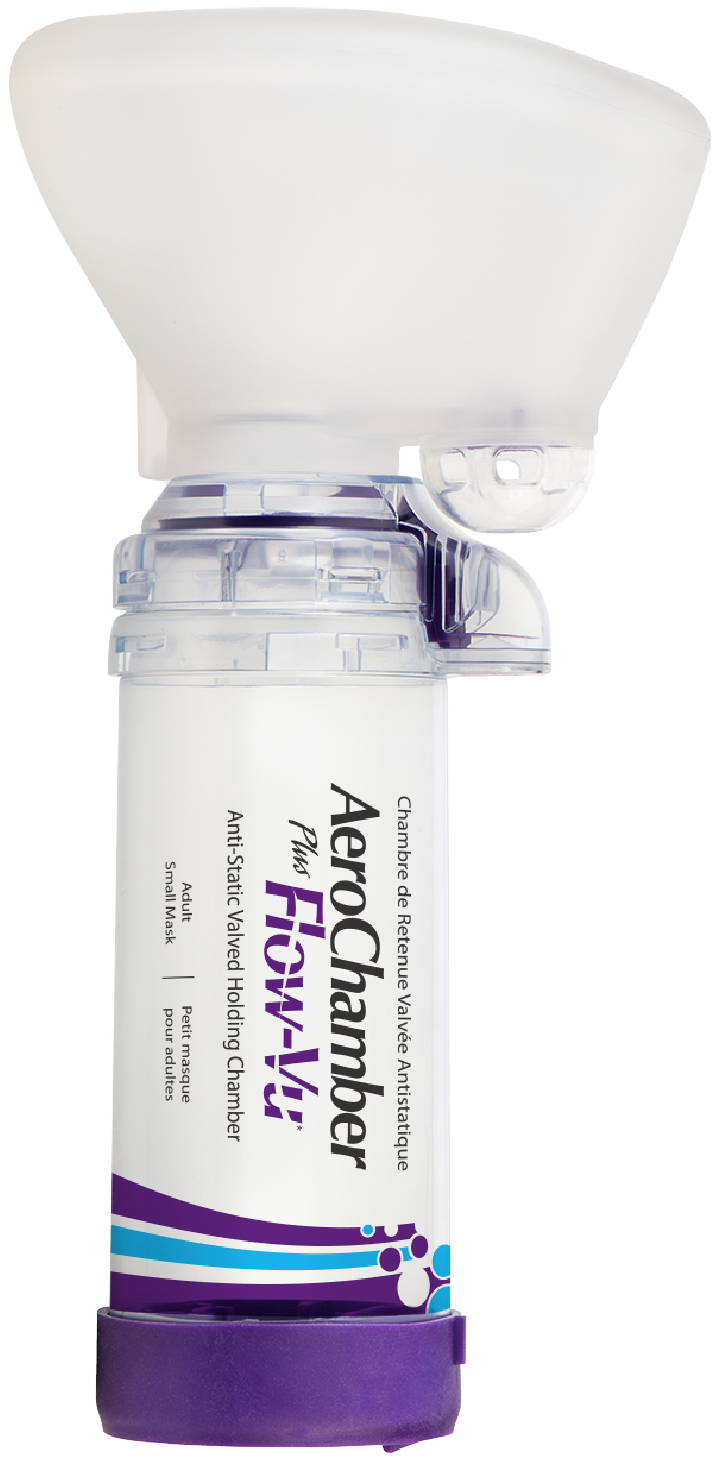 Chambre de Retenue Valvée Antistatique
AeroChamber
Plus Flow-Vu*
Anti-Static Valved Holding Chamber
Adult
Small Mask
|
Petit masque
pour adultes